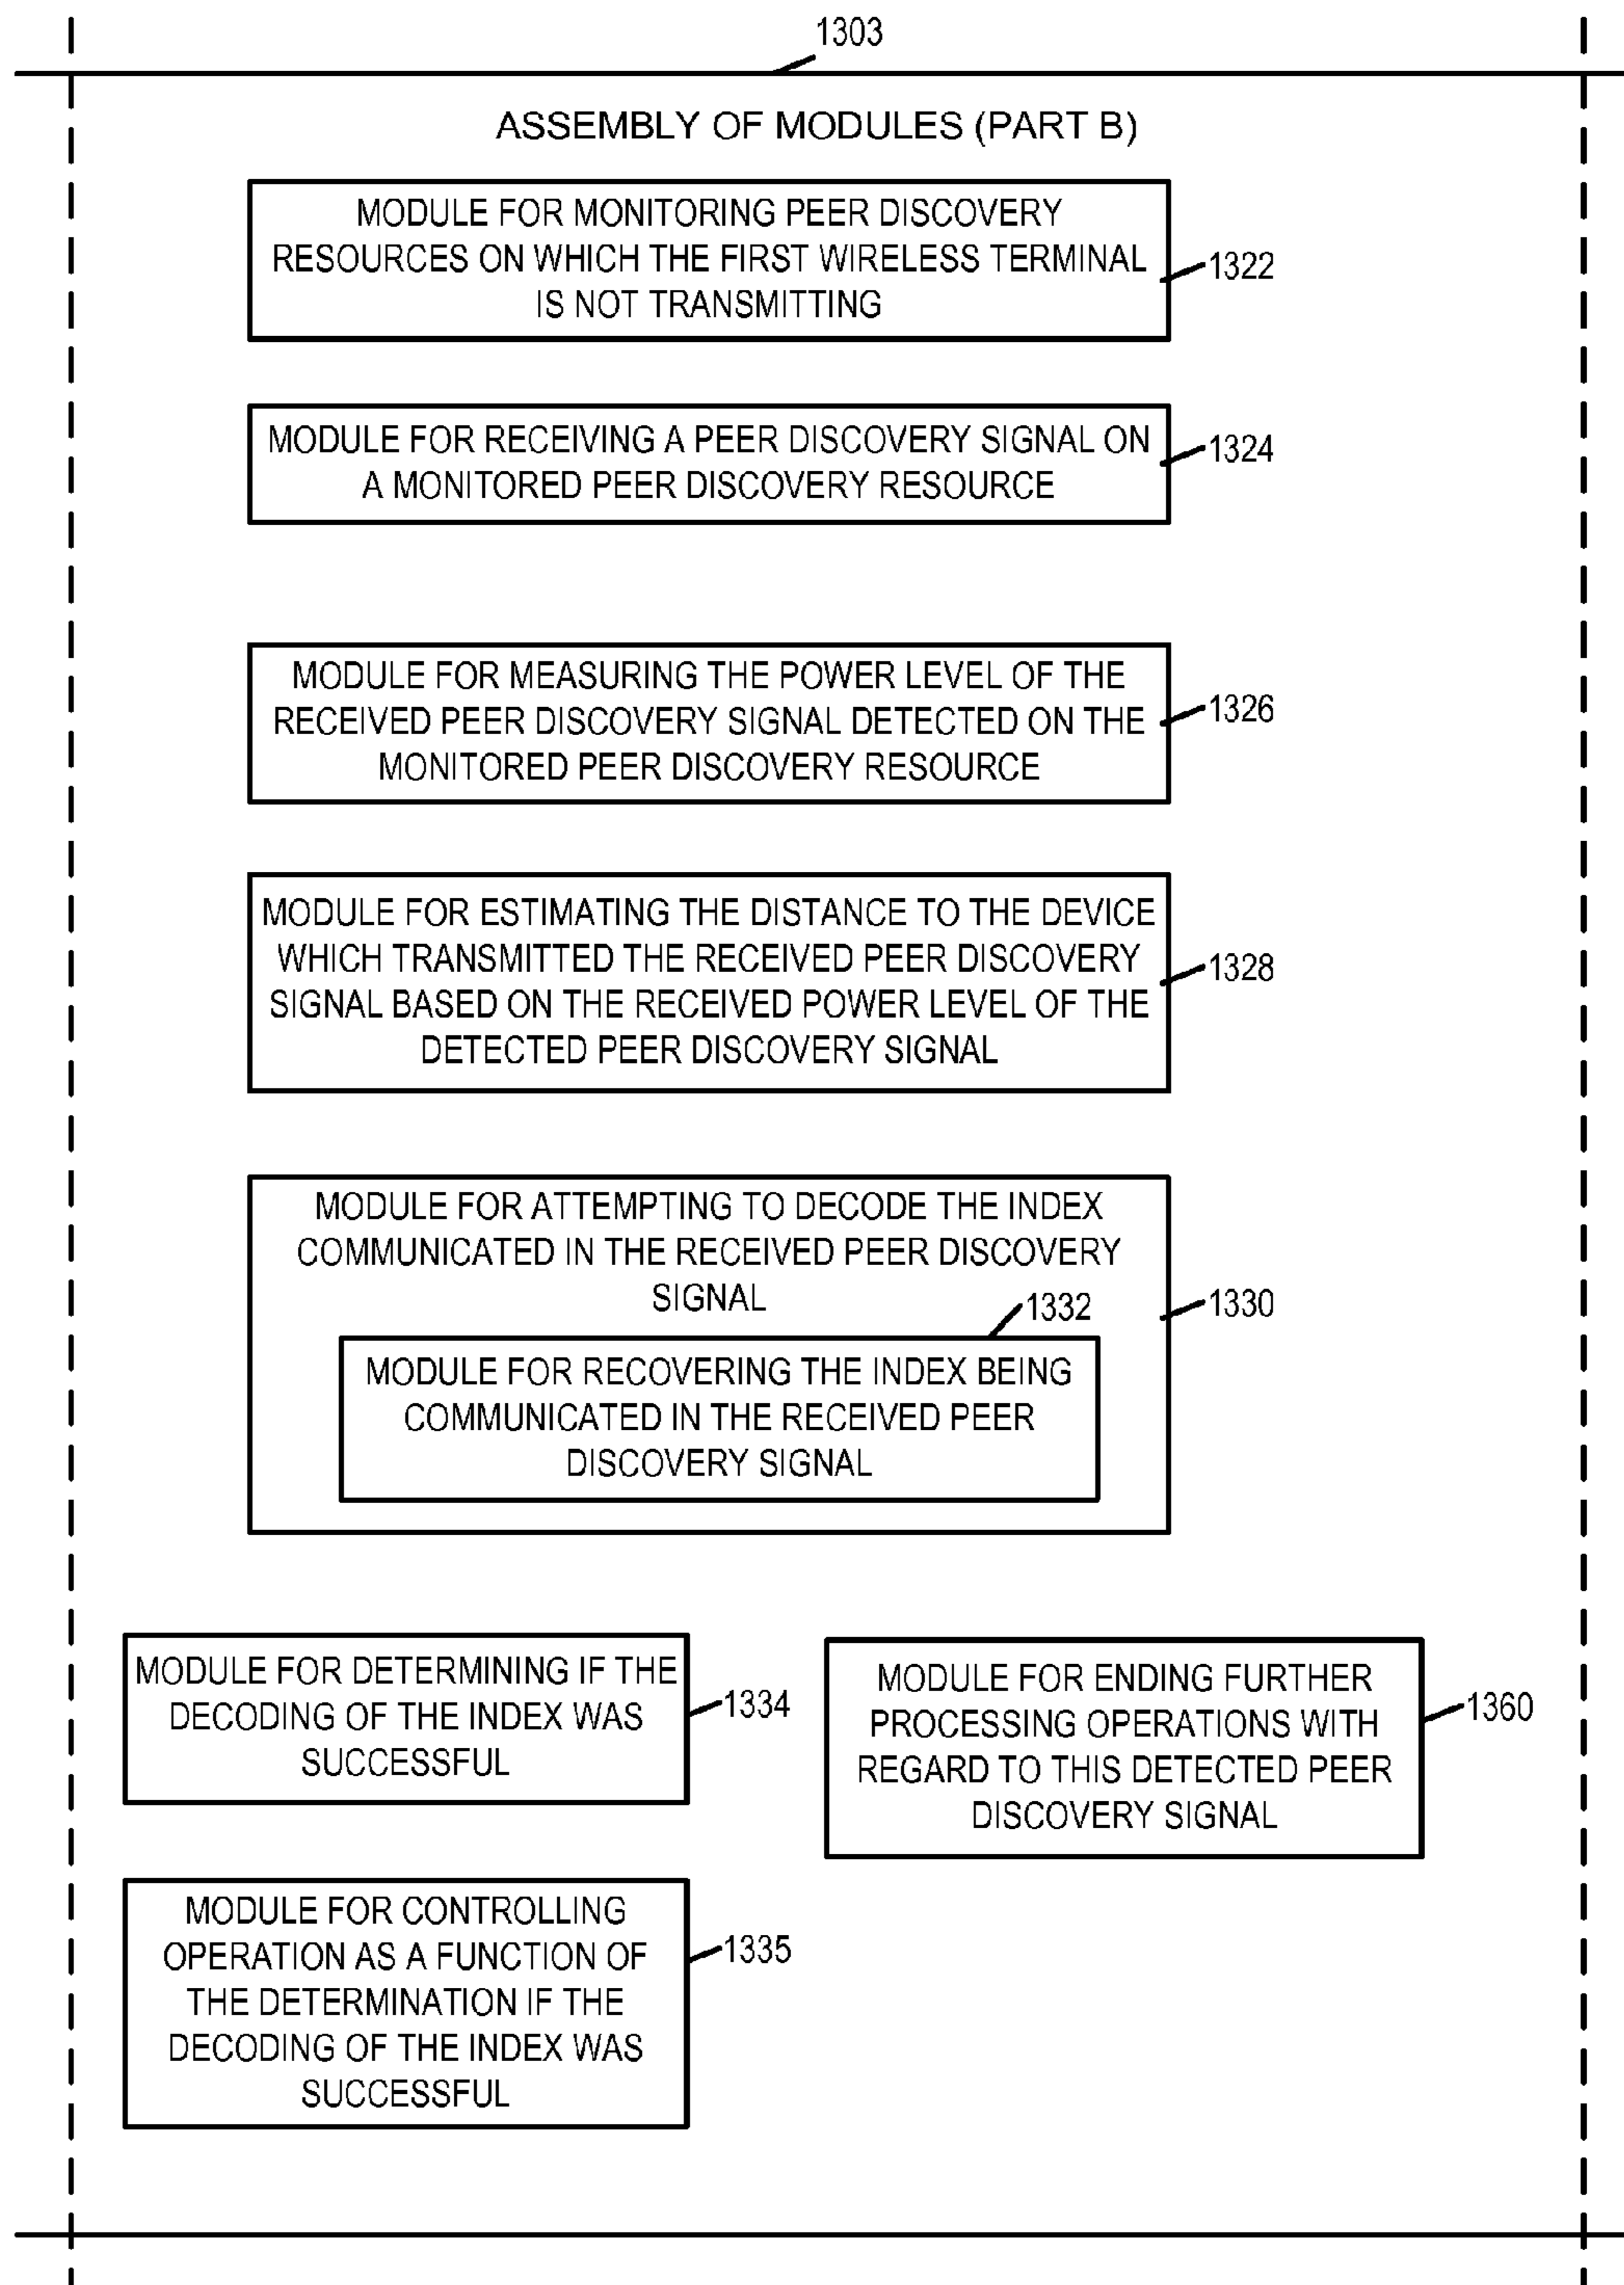 1303
ASSEMBLY OF MODULES (PART B)
MODULE FOR MONITORING PEER DISCOVERY
RESOURCES ON WHICH THE FIRST WIRELESS TERMINAL
IS NOT TRANSMITTING
1322
MODULE FOR RECEIVING A PEER DISCOVERY SIGNAL ON
A MONITORED PEER DISCOVERY RESOURCE
1324
MODULE FOR MEASURING THE POWER LEVEL OF THE
RECEIVED PEER DISCOVERY SIGNAL DETECTED ON THE
MONITORED PEER DISCOVERY RESOURCE
1326
MODULE FOR ESTIMATING THE DISTANCE TO THE DEVICE
WHICH TRANSMITTED THE RECEIVED PEER DISCOVERY
SIGNAL BASED ON THE RECEIVED POWER LEVEL OF THE
DETECTED PEER DISCOVERY SIGNAL
1328
MODULE FOR ATTEMPTING TO DECODE THE INDEX
COMMUNICATED IN THE RECEIVED PEER DISCOVERY
SIGNAL
1330
1332
MODULE FOR RECOVERING THE INDEX BEING
COMMUNICATED IN THE RECEIVED PEER
DISCOVERY SIGNAL
MODULE FOR DETERMINING IF THE
DECODING OF THE INDEX WAS
SUCCESSFUL
1334
MODULE FOR ENDING FURTHER
PROCESSING OPERATIONS WITH
REGARD TO THIS DETECTED PEER
DISCOVERY SIGNAL
1360
MODULE FOR CONTROLLING
OPERATION AS A FUNCTION OF
THE DETERMINATION IF THE
DECODING OF THE INDEX WAS
SUCCESSFUL
1335